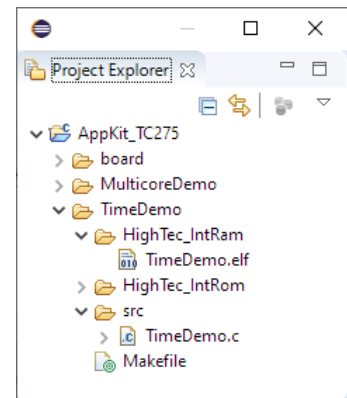 Project Explorer
AppKit_TC275
board
MulticoreDemo
TimeDemo
HighTec_IntRam
TimeDemo.elf
HighTec_IntRom
src
TimeDemo.c
Makefile